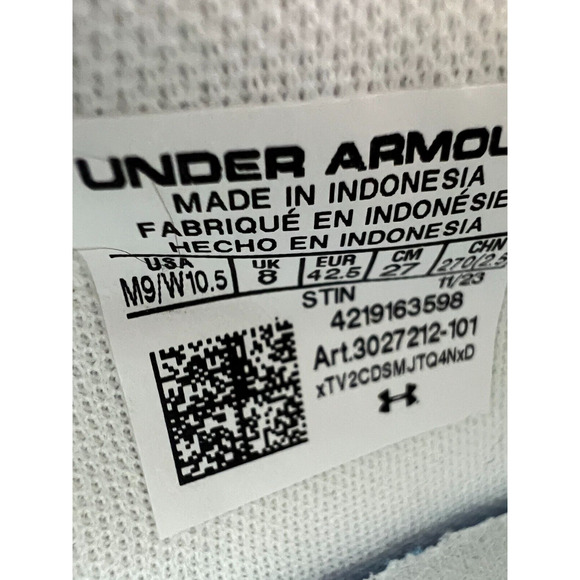 UNDER ARMOU
MADE IN INDONESIA
FABRIQUÉ EN INDONÉSIE
HECHO EN INDONESIA
USA UK EUR CM CHN
M9/W10.5 8 42.5 27 270/2.5
11/23
STIN
4219163598
Art.3027212-101
xTV2CDSMJTQ4NxD